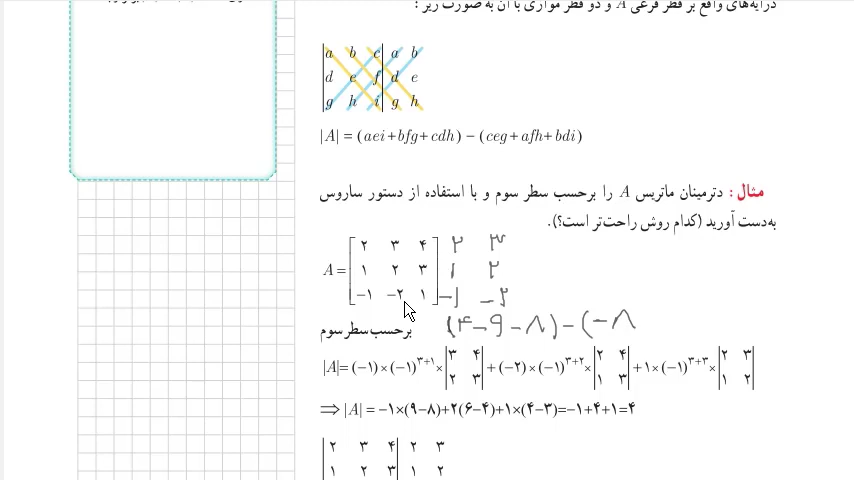 درایه‌های واقع بر قطر فرعی A و دو قطر موازی با آن به صورت زیر :
a b c a b
d e f d e
g h i g h
|A| = (aei+bfg+cdh) − (ceg+afh+bdi)
مثال : دترمینان ماتریس A را برحسب سطر سوم و با استفاده از دستور ساروس
به‌دست آورید (کدام روش راحت‌تر است؟).
A = [ ۲ ۳ ۴ ] ۲ ۳
۱ ۲ ۳ ۱ ۲
−۱ −۲ ۱ −۱ −۲
(۴−۹−۸)−(−۸
برحسب سطر سوم
|A|= (−۱)×(−۱)^۳+۱ × |۳ ۴| + (−۲)×(−۱)^۳+۲ × |۲ ۴| + ۱×(−۱)^۳+۳ × |۲ ۳|
۲ ۳ ۱ ۳ ۱ ۲
⇒ |A| = −۱×(۹−۸)+۲(۶−۴)+۱×(۴−۳)=−۱+۴+۱=۴
۲ ۳ ۴ ۲ ۳
۱ ۲ ۳ ۱ ۲